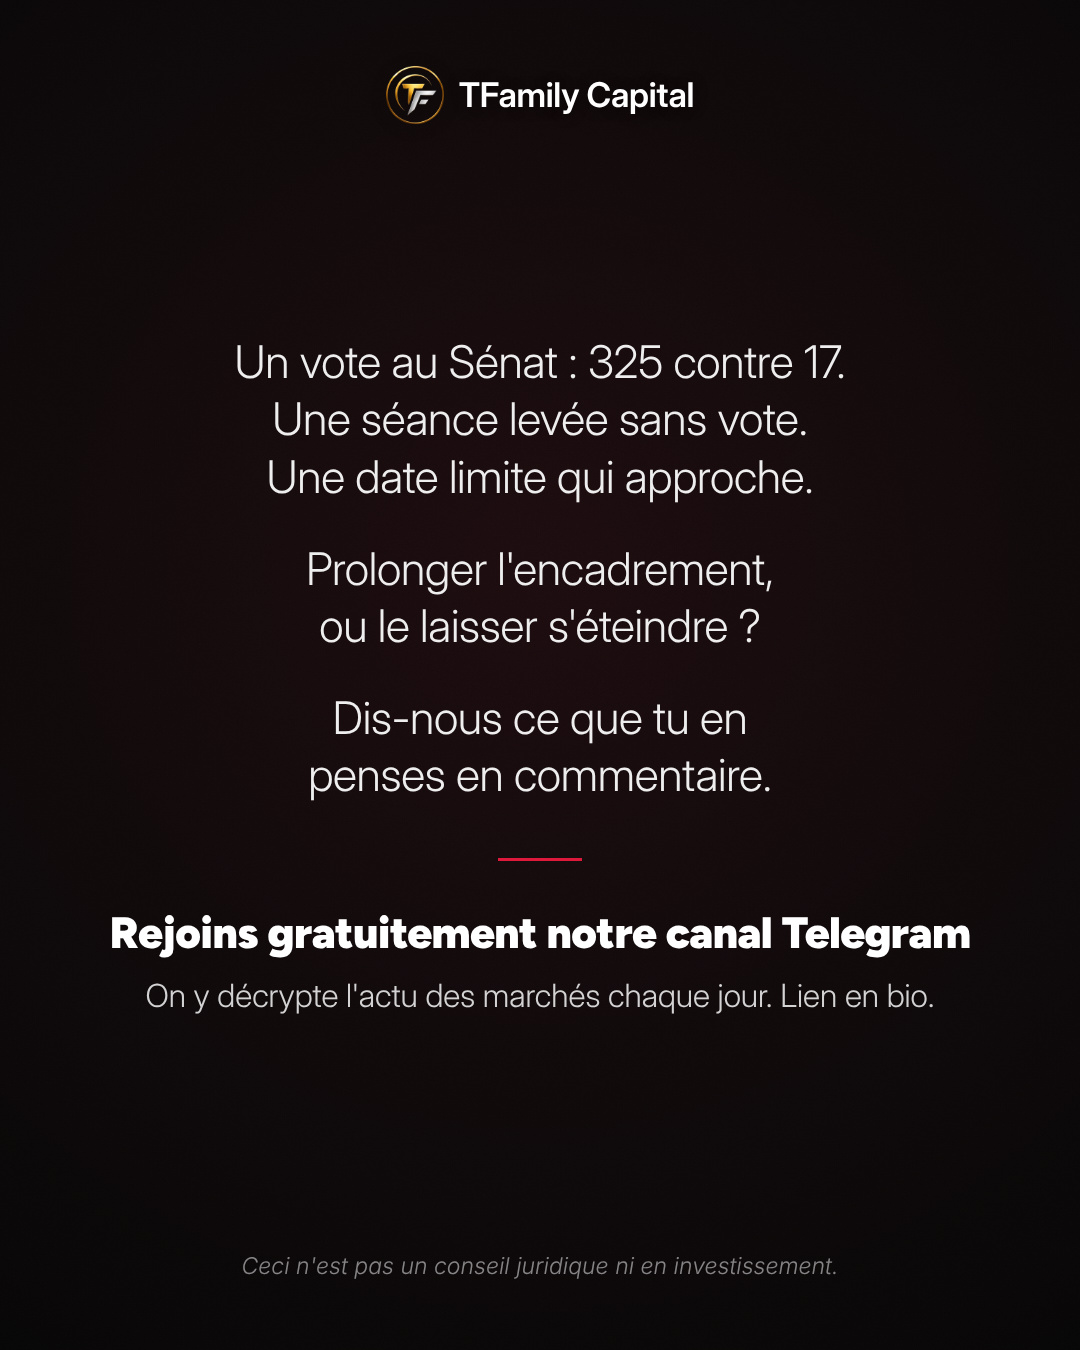 TF TFamily Capital
Un vote au Sénat : 325 contre 17.
Une séance levée sans vote.
Une date limite qui approche.
Prolonger l'encadrement,
ou le laisser s'éteindre ?
Dis-nous ce que tu en
penses en commentaire.
Rejoins gratuitement notre canal Telegram
On y décrypte l'actu des marchés chaque jour. Lien en bio.
Ceci n'est pas un conseil juridique ni en investissement.